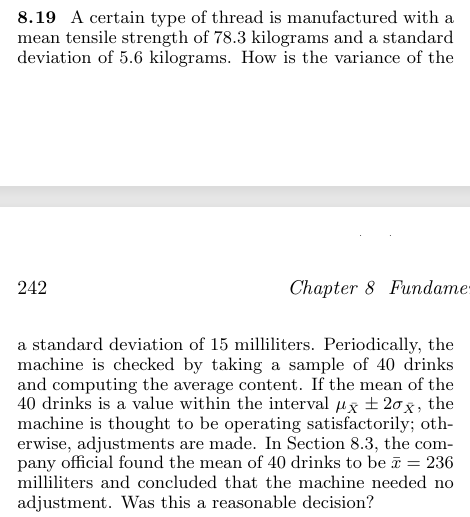 8.19 A certain type of thread is manufactured with a
mean tensile strength of 78.3 kilograms and a standard
deviation of 5.6 kilograms. How is the variance of the
242
Chapter 8 Fundame
a standard deviation of 15 milliliters. Periodically, the
machine is checked by taking a sample of 40 drinks
and computing the average content. If the mean of the
40 drinks is a value within the interval μ_X̄ ± 2σ_X̄, the
machine is thought to be operating satisfactorily; oth-
erwise, adjustments are made. In Section 8.3, the com-
pany official found the mean of 40 drinks to be x̄ = 236
milliliters and concluded that the machine needed no
adjustment. Was this a reasonable decision?